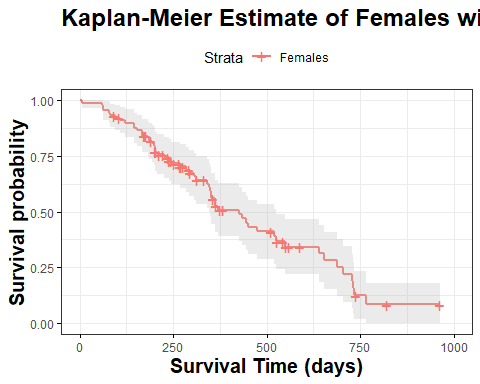 Kaplan-Meier Estimate of Females wi
Strata Females
Survival probability
1.00
0.75
0.50
0.25
0.00
0 250 500 750 1000
Survival Time (days)